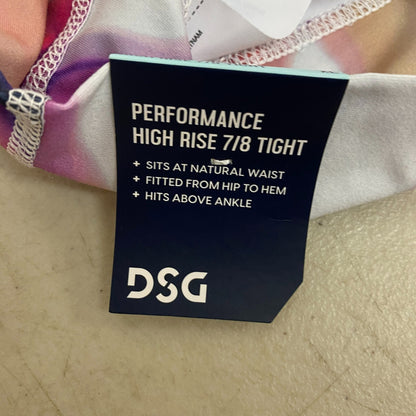 PERFORMANCE
HIGH RISE 7/8 TIGHT
+ SITS AT NATURAL WAIST
+ FITTED FROM HIP TO HEM
+ HITS ABOVE ANKLE
DSG